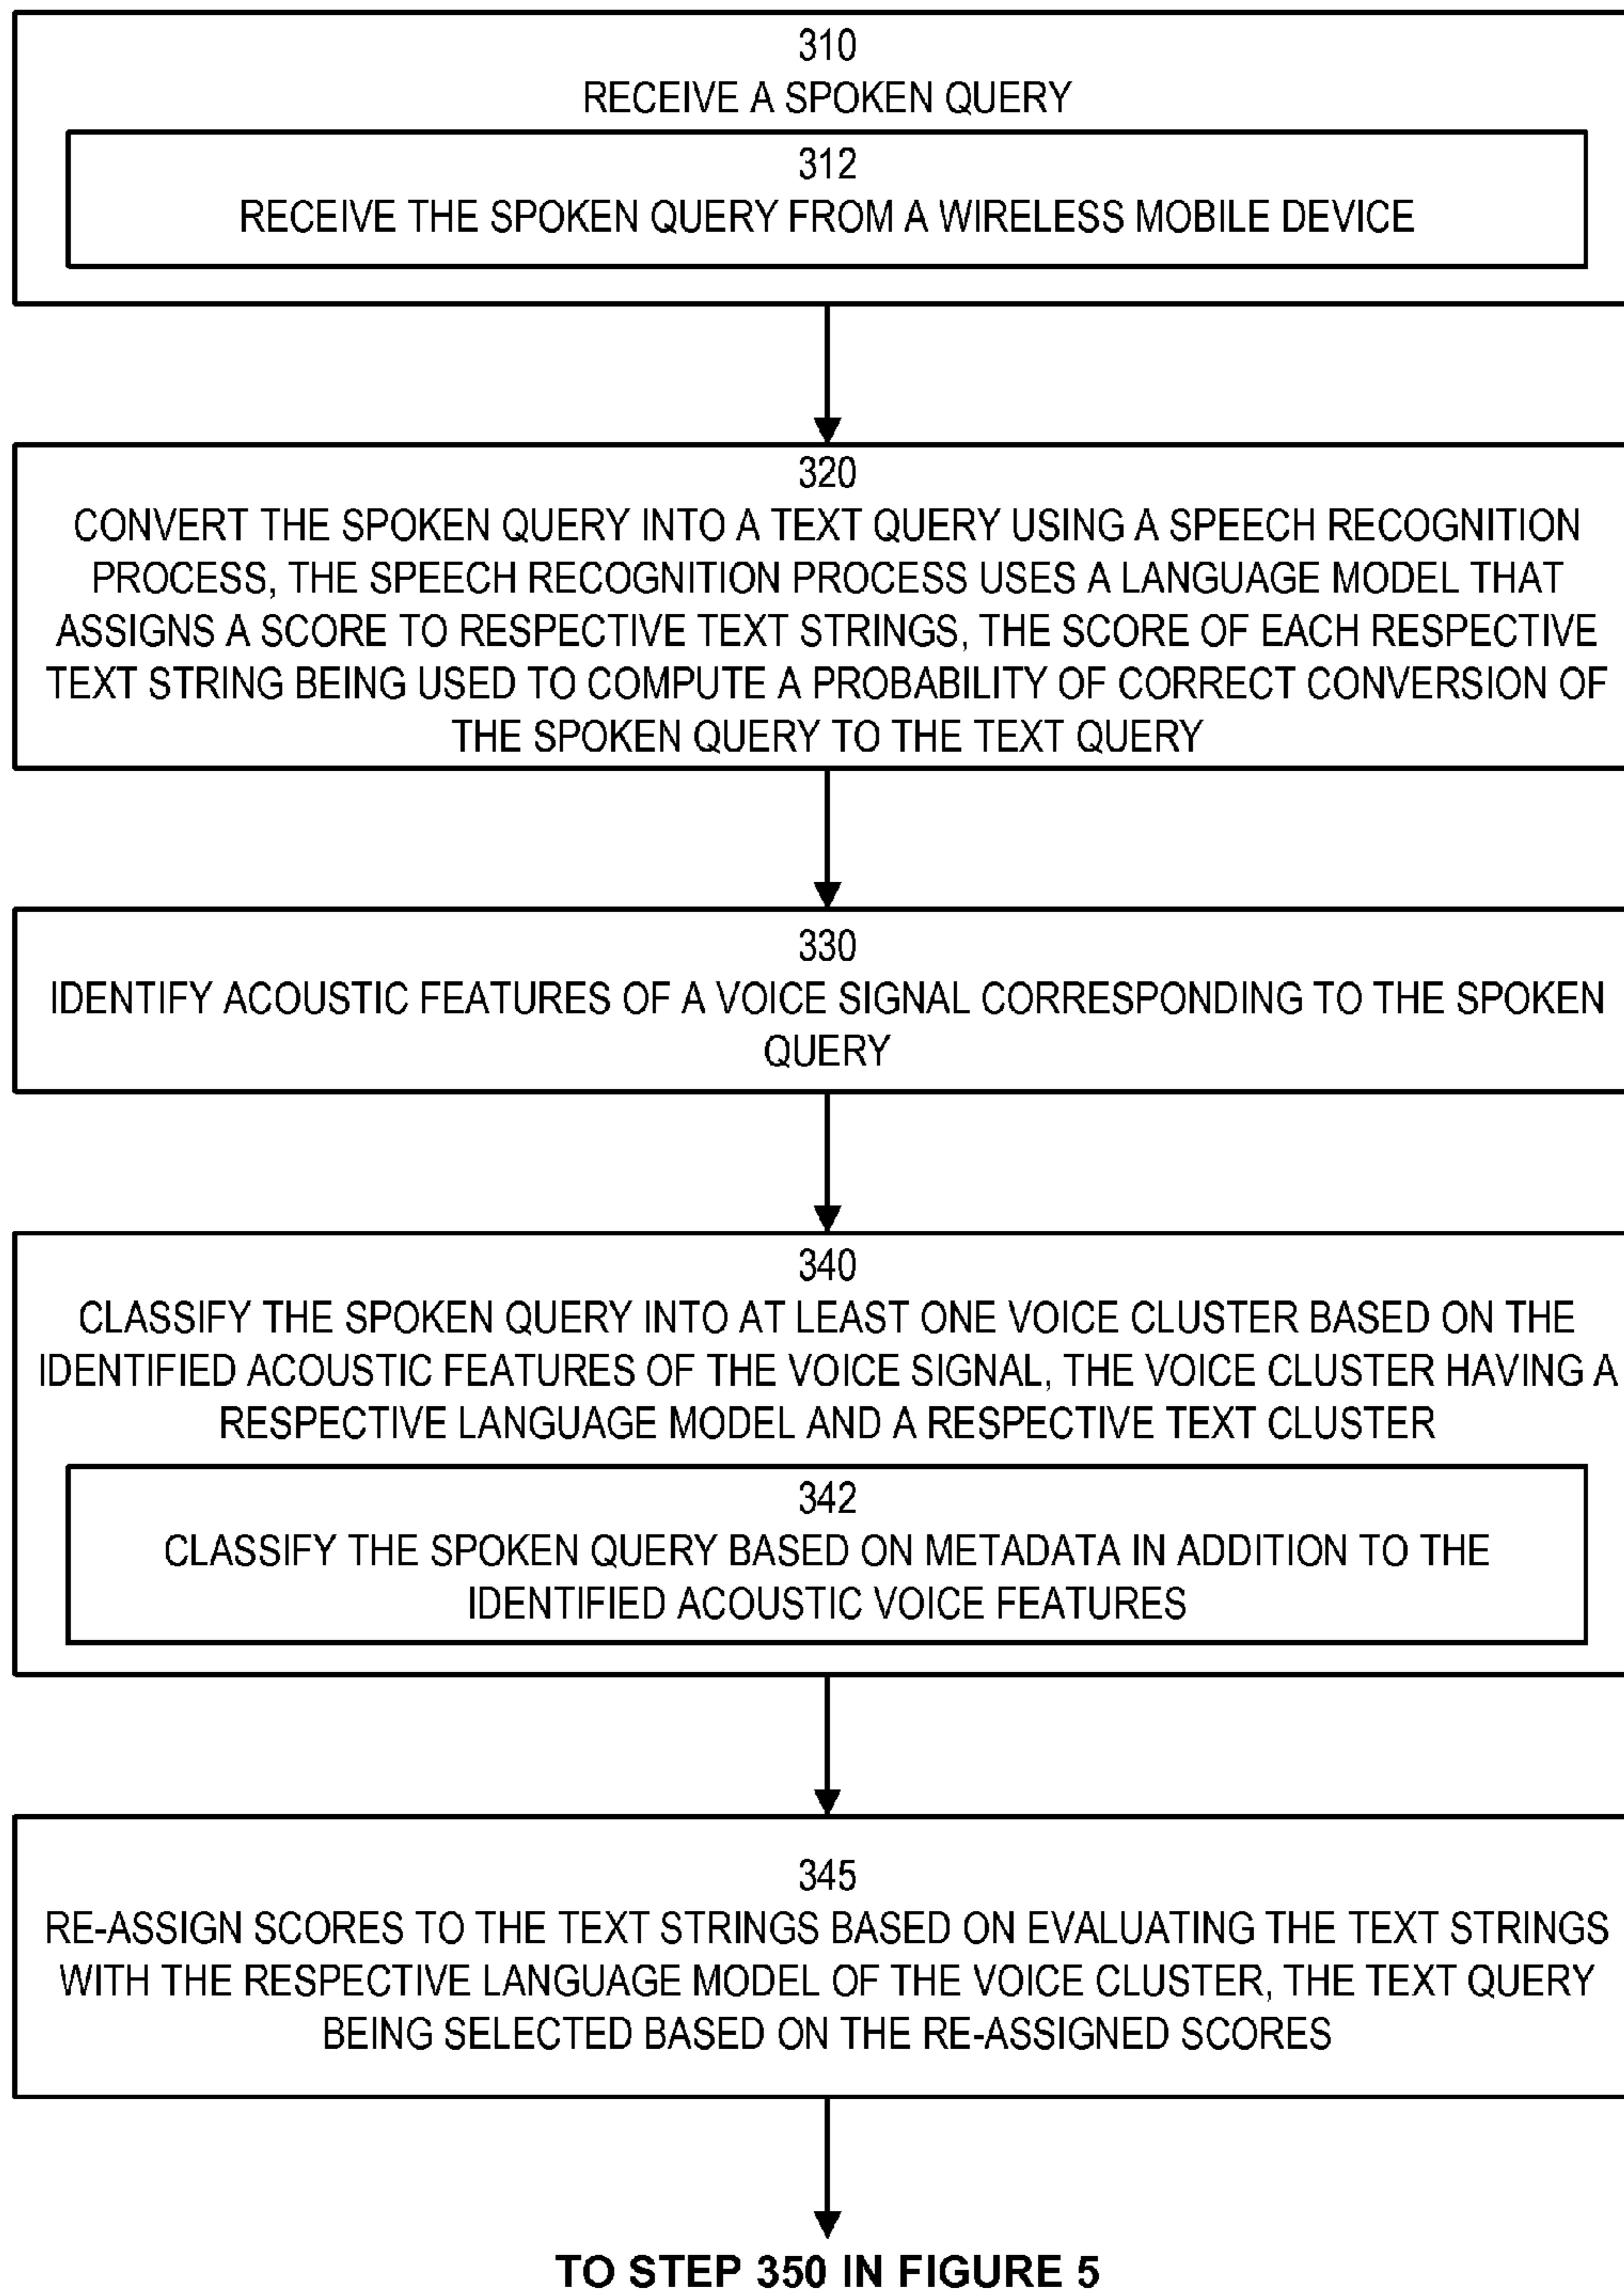 310
RECEIVE A SPOKEN QUERY
312
RECEIVE THE SPOKEN QUERY FROM A WIRELESS MOBILE DEVICE
320
CONVERT THE SPOKEN QUERY INTO A TEXT QUERY USING A SPEECH RECOGNITION
PROCESS, THE SPEECH RECOGNITION PROCESS USES A LANGUAGE MODEL THAT
ASSIGNS A SCORE TO RESPECTIVE TEXT STRINGS, THE SCORE OF EACH RESPECTIVE
TEXT STRING BEING USED TO COMPUTE A PROBABILITY OF CORRECT CONVERSION OF
THE SPOKEN QUERY TO THE TEXT QUERY
330
IDENTIFY ACOUSTIC FEATURES OF A VOICE SIGNAL CORRESPONDING TO THE SPOKEN
QUERY
340
CLASSIFY THE SPOKEN QUERY INTO AT LEAST ONE VOICE CLUSTER BASED ON THE
IDENTIFIED ACOUSTIC FEATURES OF THE VOICE SIGNAL, THE VOICE CLUSTER HAVING A
RESPECTIVE LANGUAGE MODEL AND A RESPECTIVE TEXT CLUSTER
342
CLASSIFY THE SPOKEN QUERY BASED ON METADATA IN ADDITION TO THE
IDENTIFIED ACOUSTIC VOICE FEATURES
345
RE-ASSIGN SCORES TO THE TEXT STRINGS BASED ON EVALUATING THE TEXT STRINGS
WITH THE RESPECTIVE LANGUAGE MODEL OF THE VOICE CLUSTER, THE TEXT QUERY
BEING SELECTED BASED ON THE RE-ASSIGNED SCORES
TO STEP 350 IN FIGURE 5